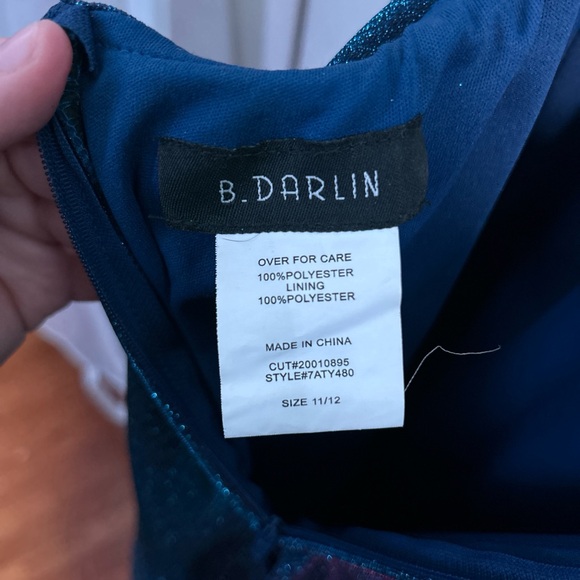 B.DARLIN
OVER FOR CARE
100%POLYESTER
LINING
100%POLYESTER
MADE IN CHINA
CUT#20010895
STYLE#7ATY480
SIZE 11/12